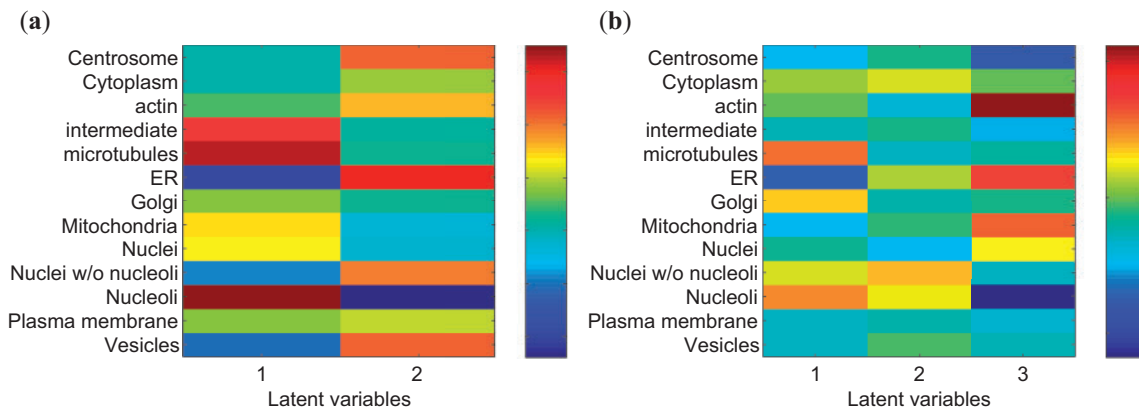 (a)
Centrosome
Cytoplasm
actin
intermediate
microtubules
ER
Golgi
Mitochondria
Nuclei
Nuclei w/o nucleoli
Nucleoli
Plasma membrane
Vesicles
1 2
Latent variables
(b)
Centrosome
Cytoplasm
actin
intermediate
microtubules
ER
Golgi
Mitochondria
Nuclei
Nuclei w/o nucleoli
Nucleoli
Plasma membrane
Vesicles
1 2 3
Latent variables